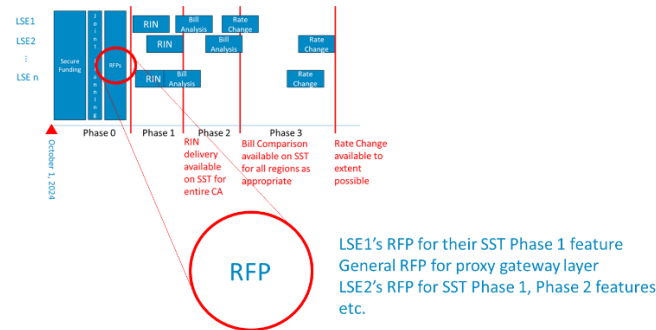 LSE1
RIN
Bill
Analysis
Rate
Change
LSE2
RIN
Bill
Analysis
Rate
Change
⋮
LSE n
RIN
Bill
Analysis
Rate
Change
Secure
Funding
Joint Planning
RFPs
Phase 0
Phase 1
Phase 2
Phase 3
October 1, 2024
RIN
delivery
available
on SST for
entire CA
Bill Comparison
available on SST
for all regions as
appropriate
Rate Change
available to
extent
possible
RFP
LSE1's RFP for their SST Phase 1 feature
General RFP for proxy gateway layer
LSE2's RFP for SST Phase 1, Phase 2 features
etc.